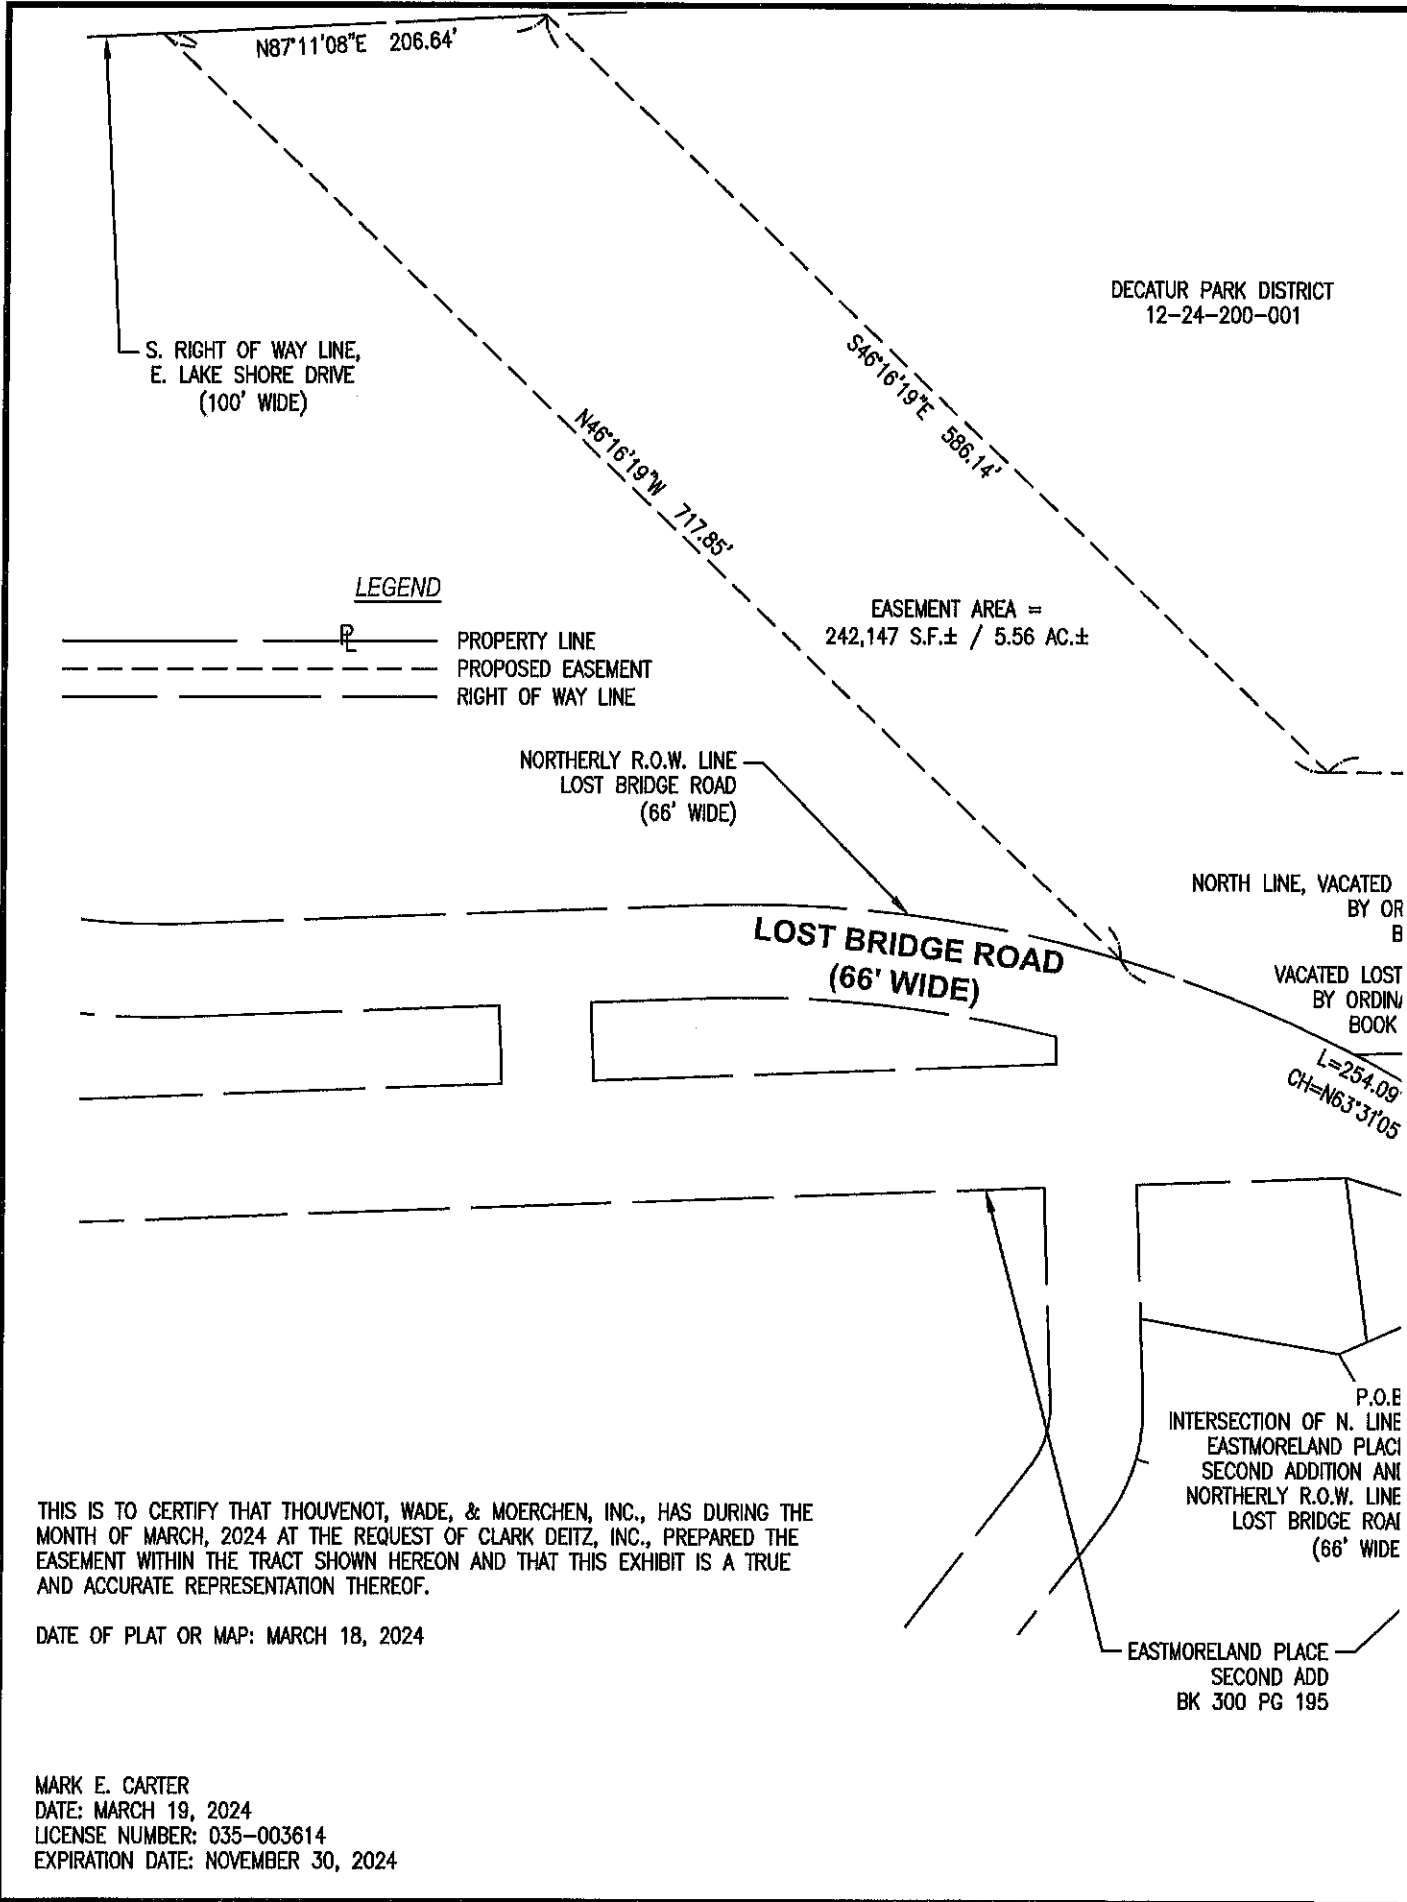 N87°11'08"E 206.64'
DECATUR PARK DISTRICT
12-24-200-001
S. RIGHT OF WAY LINE,
E. LAKE SHORE DRIVE
(100' WIDE)
S46°16'19"E 586.14'
N46°16'19"W 717.85'
LEGEND
PL PROPERTY LINE
PROPOSED EASEMENT
RIGHT OF WAY LINE
EASEMENT AREA =
242,147 S.F.± / 5.56 AC.±
NORTHERLY R.O.W. LINE
LOST BRIDGE ROAD
(66' WIDE)
NORTH LINE, VACATED
BY OR
B
LOST BRIDGE ROAD
(66' WIDE)
VACATED LOST
BY ORDINA
BOOK
L=254.09'
CH=N63°31'05
P.O.B
INTERSECTION OF N. LINE
EASTMORELAND PLAC
SECOND ADDITION AN
NORTHERLY R.O.W. LINE
LOST BRIDGE ROA
(66' WIDE
THIS IS TO CERTIFY THAT THOUVENOT, WADE, & MOERCHEN, INC., HAS DURING THE
MONTH OF MARCH, 2024 AT THE REQUEST OF CLARK DEITZ, INC., PREPARED THE
EASEMENT WITHIN THE TRACT SHOWN HEREON AND THAT THIS EXHIBIT IS A TRUE
AND ACCURATE REPRESENTATION THEREOF.
DATE OF PLAT OR MAP: MARCH 18, 2024
EASTMORELAND PLACE
SECOND ADD
BK 300 PG 195
MARK E. CARTER
DATE: MARCH 19, 2024
LICENSE NUMBER: 035-003614
EXPIRATION DATE: NOVEMBER 30, 2024